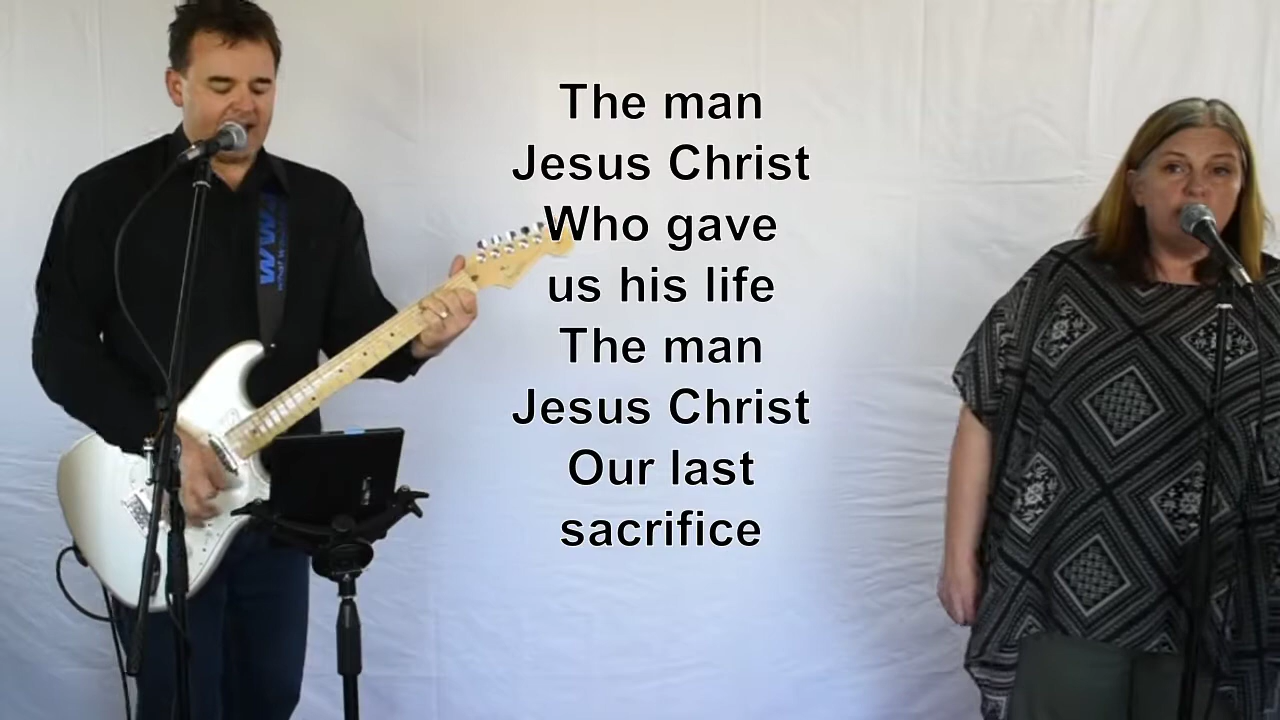 The man
Jesus Christ
Who gave
us his life
The man
Jesus Christ
Our last
sacrifice